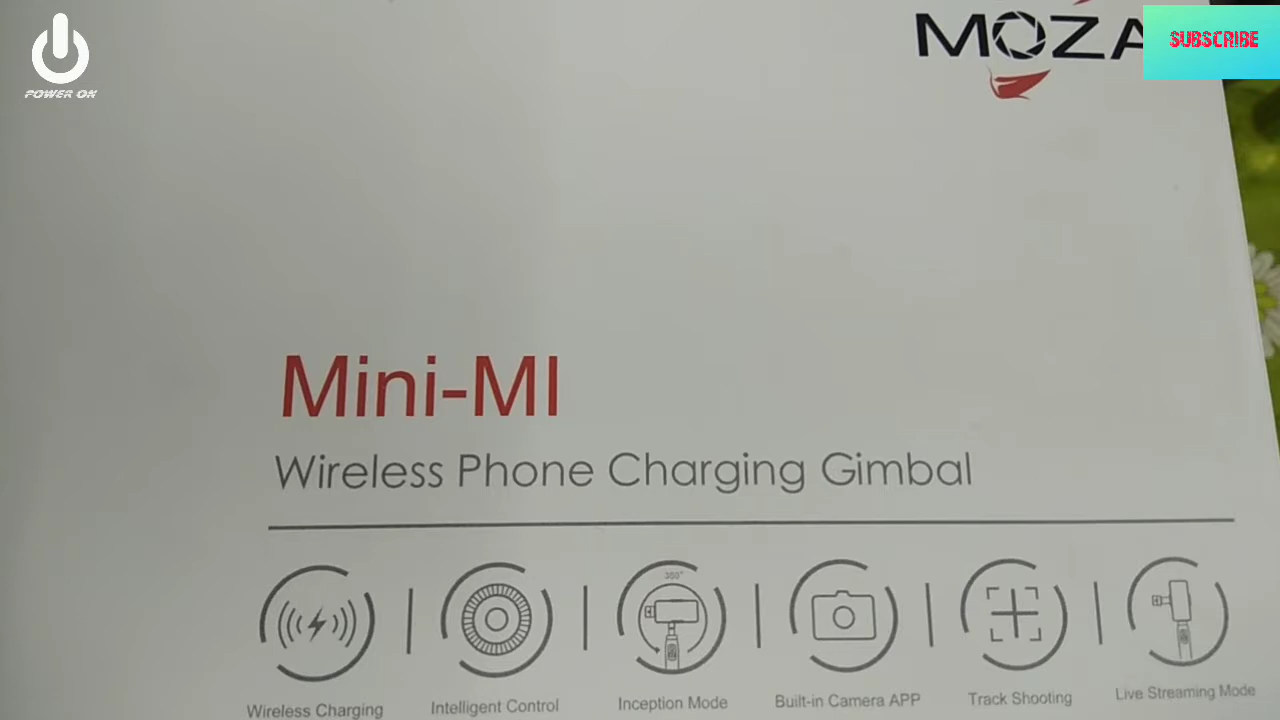 POWER ON
MOZA
SUBSCRIBE
Mini-MI
Wireless Phone Charging Gimbal
360°
Wireless Charging
Intelligent Control
Inception Mode
Built-in Camera APP
Track Shooting
Live Streaming Mode